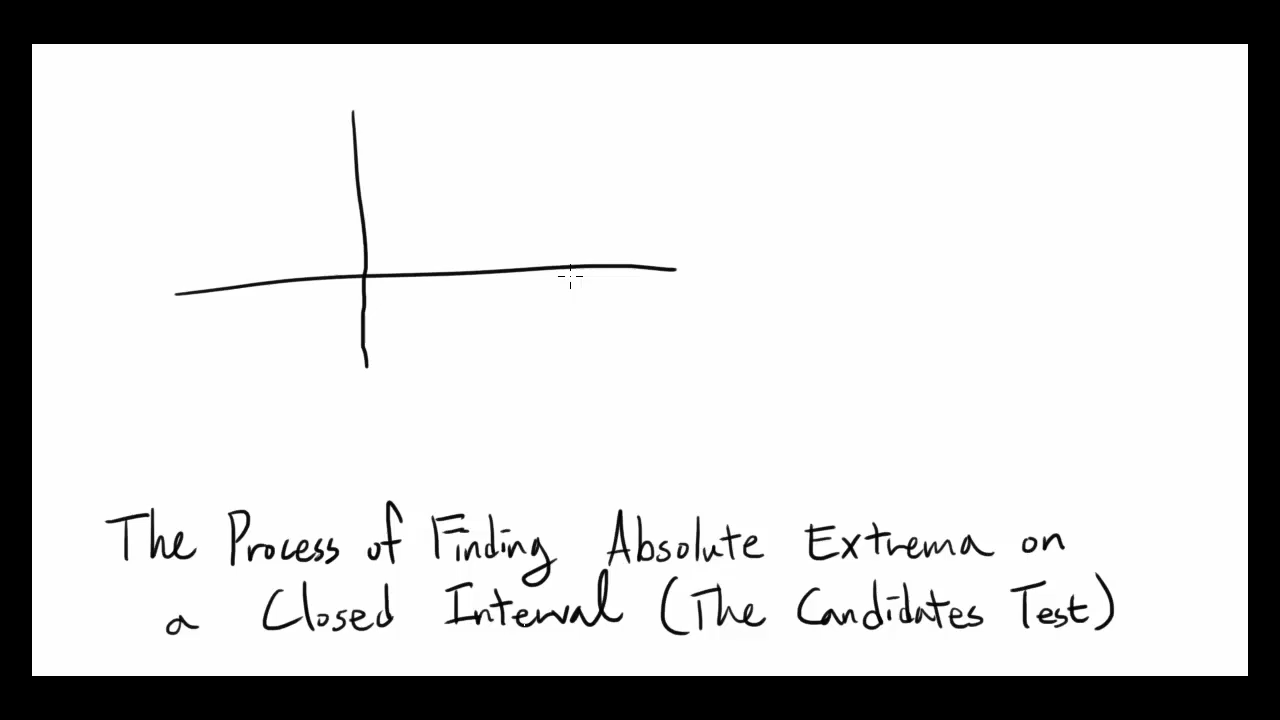 The Process of Finding Absolute Extrema on
a Closed Interval (The Candidates Test)